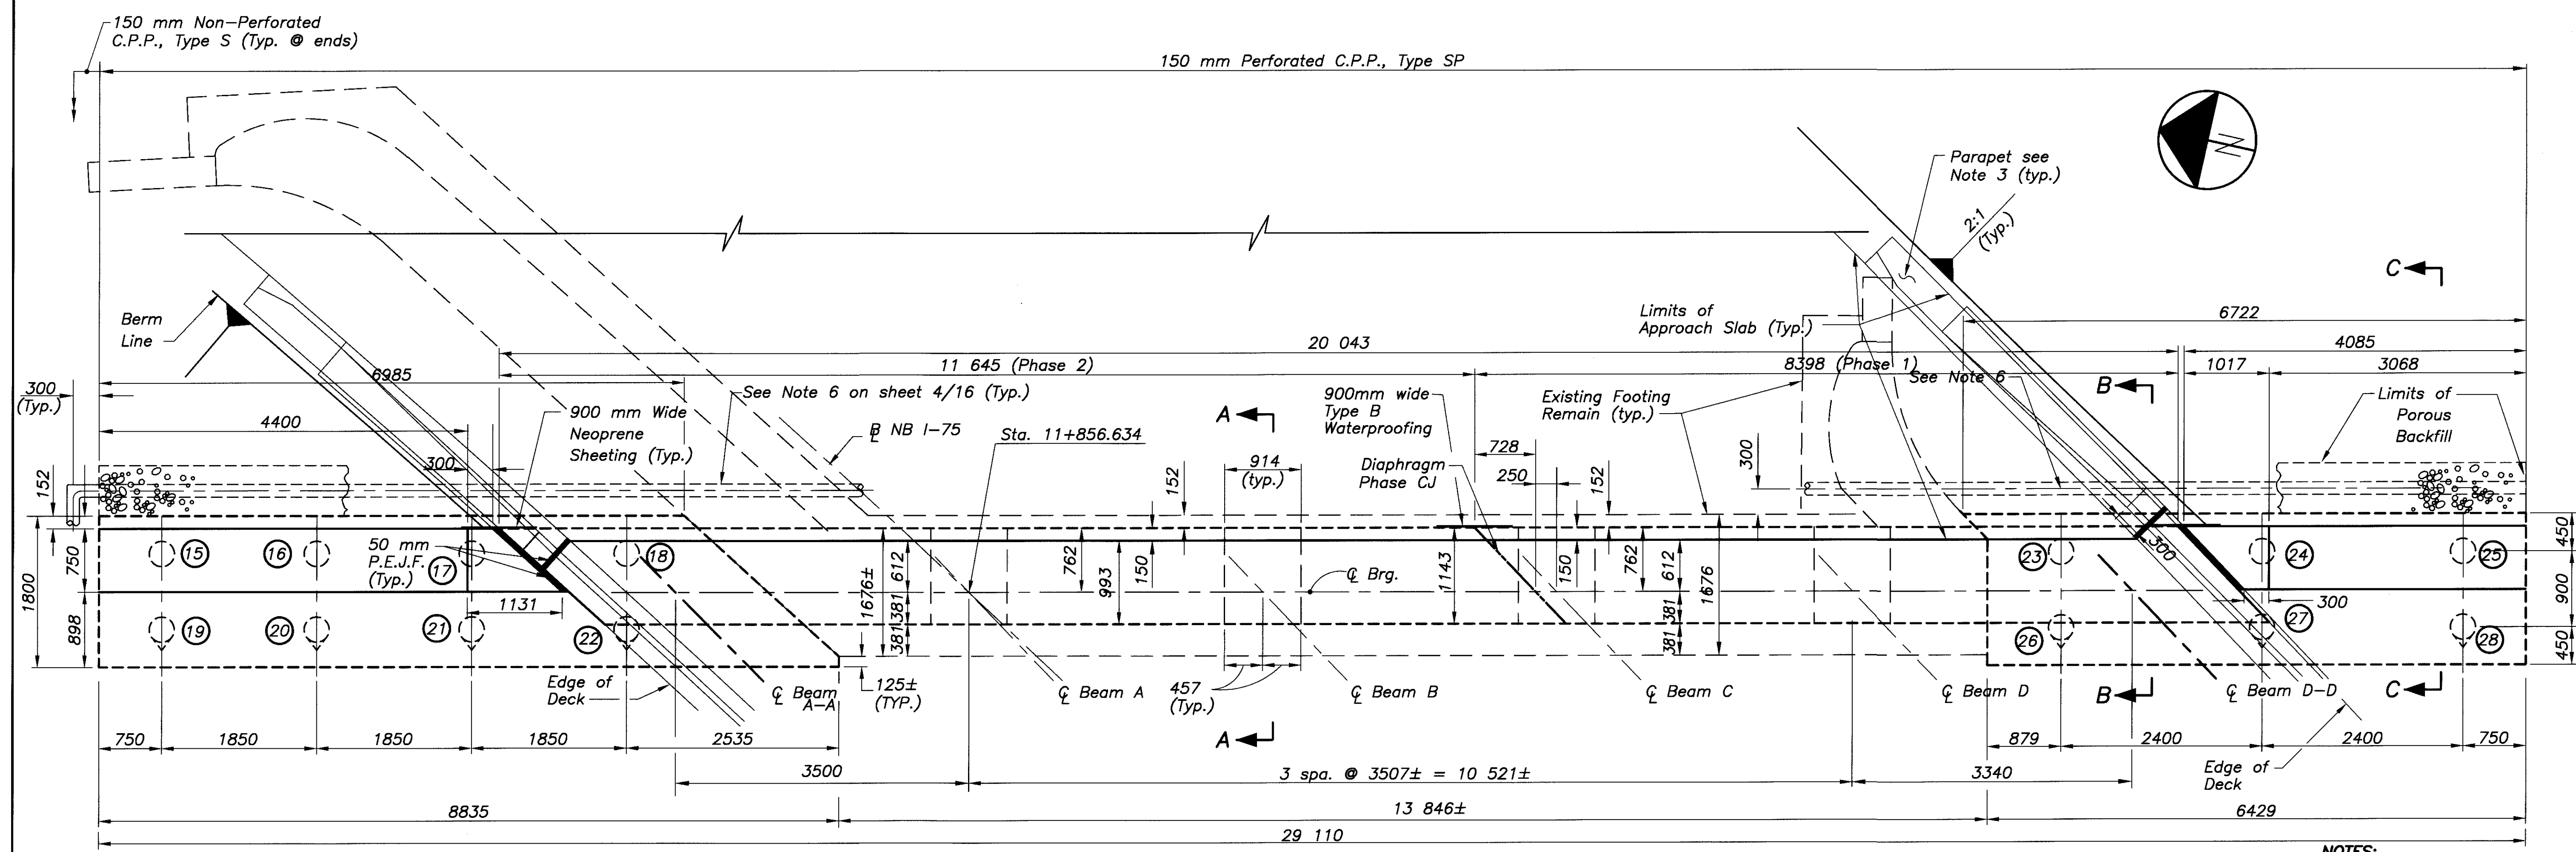 150 mm Non-Perforated
C.P.P., Type S (Typ. @ ends)
150 mm Perforated C.P.P., Type SP
N
Parapet see
Note 3 (typ.)
2:1
(Typ.)
C
Berm
Line
Limits of
Approach Slab (Typ.)
6722
20 043
4085
11 645 (Phase 2)
8398 (Phase 1)
1017
3068
6985
300
(Typ.)
See Note 6 on sheet 4/16 (Typ.)
See Note 6
B
900 mm Wide
Neoprene
Sheeting (Typ.)
4400
300
℄ NB I-75
Sta. 11+856.634
A
900mm wide
Type B
Waterproofing
Existing Footing
Remain (typ.)
Limits of
Porous
Backfill
914
(typ.)
728
250
Diaphragm
Phase CJ
300
152
152
152
1800
750
898
15
16
17
18
19
20
21
22
50 mm
P.E.J.F.
(Typ.)
1131
1676±
612
381
381
762
993
150
℄ Brg.
1143
150
762
612
381
381
1676
23
24
25
26
27
28
300
300
450
900
450
Edge of
Deck
℄ Beam
A-A
125±
(TYP.)
℄ Beam A
457
(Typ.)
℄ Beam B
℄ Beam C
℄ Beam D
B
℄ Beam D-D
C
A
750
1850
1850
1850
2535
879
2400
2400
750
3500
3 spa. @ 3507± = 10 521±
3340
Edge of
Deck
8835
13 846±
6429
29 110
NOTES: